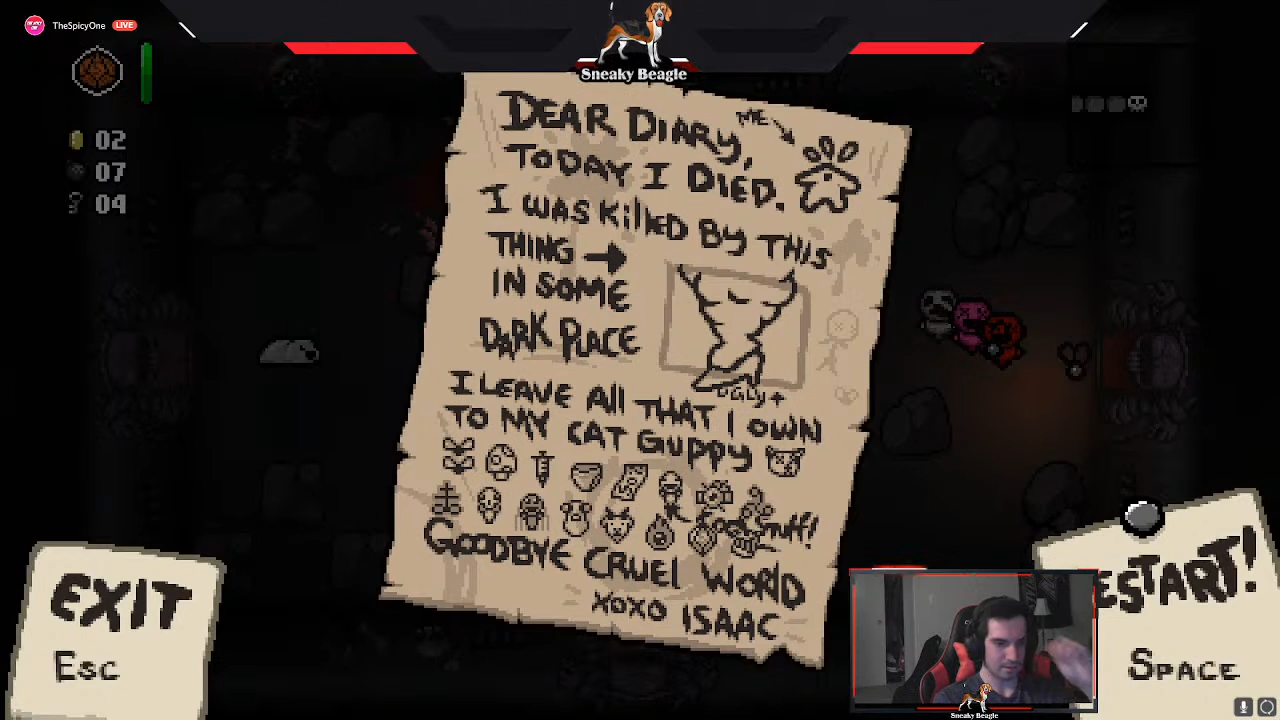 TheSpicyOne LIVE
Sneaky Beagle
02
07
04
DEAR DIARY,
ME
TODAY I DIED.
I WAS KillED BY THIS
THING
IN SOME
DARK PLACE
UGLY
I LEAVE All THAT I OWN
TO MY CAT GUPPY
Cool Stuff!
GOODBYE CRUEl WORLD
XOXO ISAAC
EXIT
Esc
ESTART!
SPACE
Sneaky Beagle